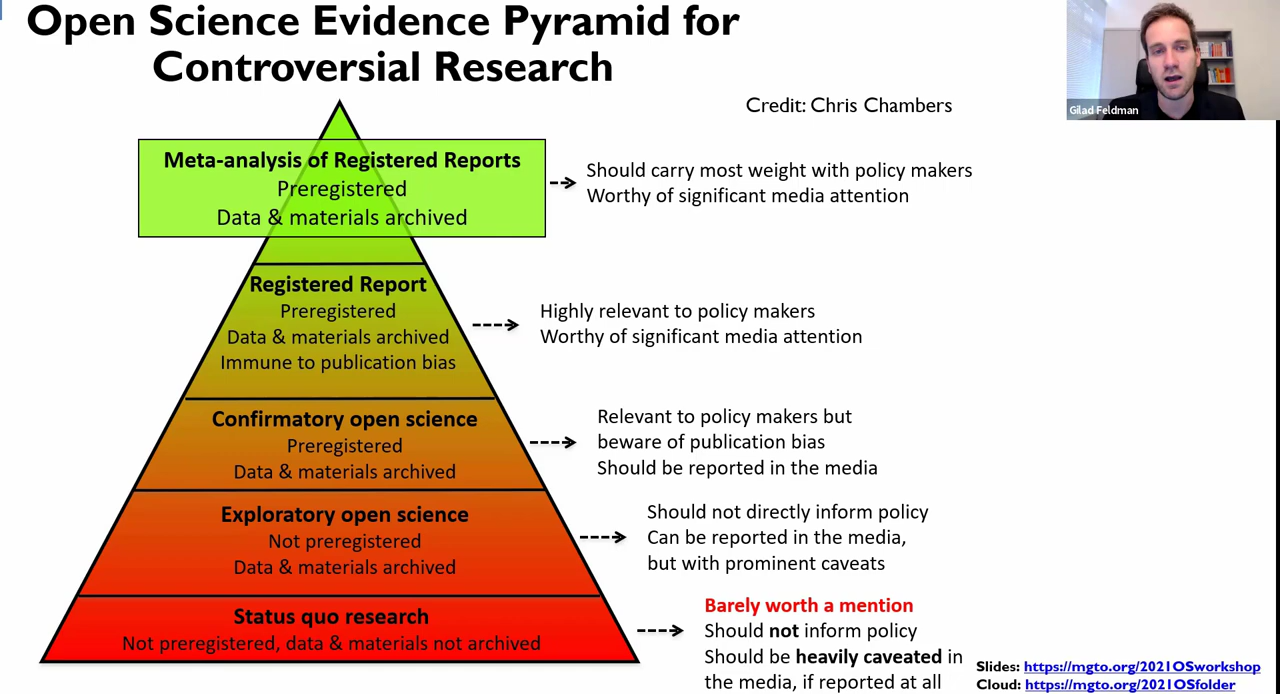 Open Science Evidence Pyramid for
Controversial Research
Credit: Chris Chambers
Gilad Feldman
Meta-analysis of Registered Reports
Preregistered
Data & materials archived
Should carry most weight with policy makers
Worthy of significant media attention
Registered Report
Preregistered
Data & materials archived
Immune to publication bias
Highly relevant to policy makers
Worthy of significant media attention
Confirmatory open science
Preregistered
Data & materials archived
Relevant to policy makers but
beware of publication bias
Should be reported in the media
Exploratory open science
Not preregistered
Data & materials archived
Should not directly inform policy
Can be reported in the media,
but with prominent caveats
Status quo research
Not preregistered, data & materials not archived
Barely worth a mention
Should not inform policy
Should be heavily caveated in
the media, if reported at all
Slides: https://mgto.org/2021OSworkshop
Cloud: https://mgto.org/2021OSfolder